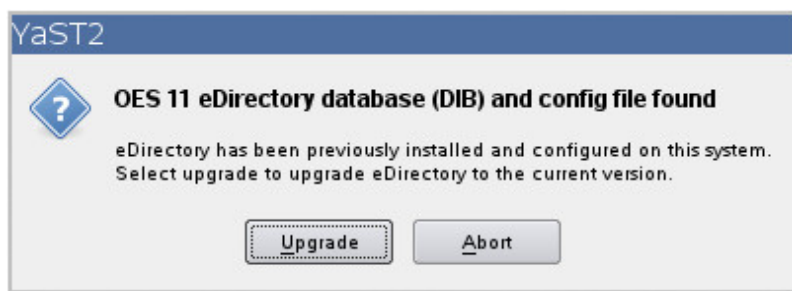 YaST2
OES 11 eDirectory database (DIB) and config file found
eDirectory has been previously installed and configured on this system.
Select upgrade to upgrade eDirectory to the current version.
Upgrade
Abort